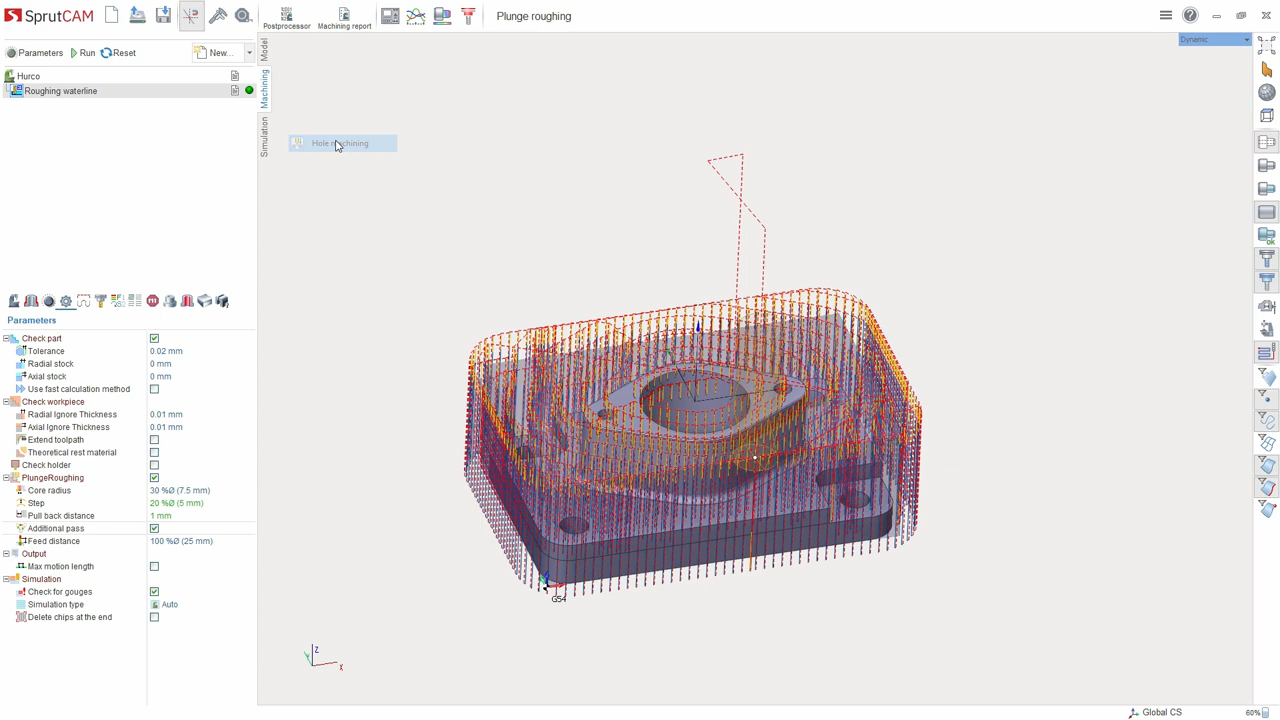 SprutCAM
Postprocessor
Machining report
Plunge roughing
Parameters
Run
Reset
New...
Hurco
Roughing waterline
Model
Machining
Simulation
Hole machining
Dynamic
Parameters
Check part
Tolerance 0.02 mm
Radial stock 0 mm
Axial stock 0 mm
Use fast calculation method
Check workpiece
Radial Ignore Thickness 0.01 mm
Axial Ignore Thickness 0.01 mm
Extend toolpath
Theoretical rest material
Check holder
PlungeRoughing
Core radius 30 %Ø (7.5 mm)
Step 20 %Ø (5 mm)
Pull back distance 1 mm
Additional pass
Feed distance 100 %Ø (25 mm)
Output
Max motion length
Simulation
Check for gouges
Simulation type Auto
Delete chips at the end
G54
Z
Y
X
Global CS
60%